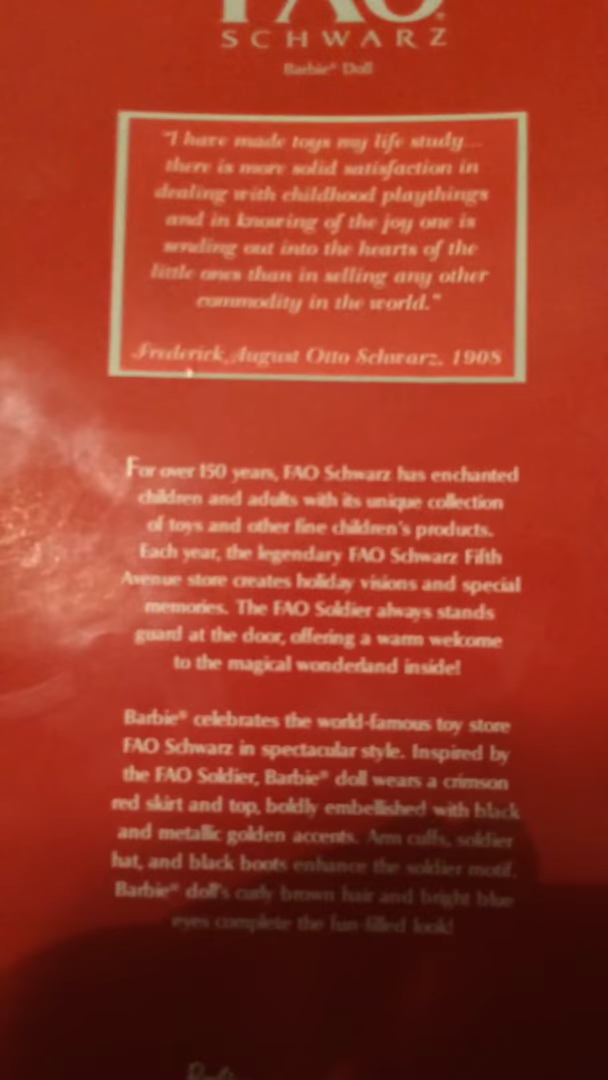 FAO
SCHWARZ
Barbie® Doll
"I have made toys my life study...
there is more solid satisfaction in
dealing with childhood playthings
and in knowing of the joy one is
sending out into the hearts of the
little ones than in selling any other
commodity in the world."
Frederick August Otto Schwarz, 1908
For over 150 years, FAO Schwarz has enchanted
children and adults with its unique collection
of toys and other fine children's products.
Each year, the legendary FAO Schwarz Fifth
Avenue store creates holiday visions and special
memories. The FAO Soldier always stands
guard at the door, offering a warm welcome
to the magical wonderland inside!
Barbie® celebrates the world-famous toy store
FAO Schwarz in spectacular style. Inspired by
the FAO Soldier, Barbie® doll wears a crimson
red skirt and top, boldly embellished with black
and metallic golden accents. Arm cuffs, soldier
hat, and black boots enhance the soldier motif.
Barbie® doll's curly brown hair and bright blue
eyes complete the fun-filled look!